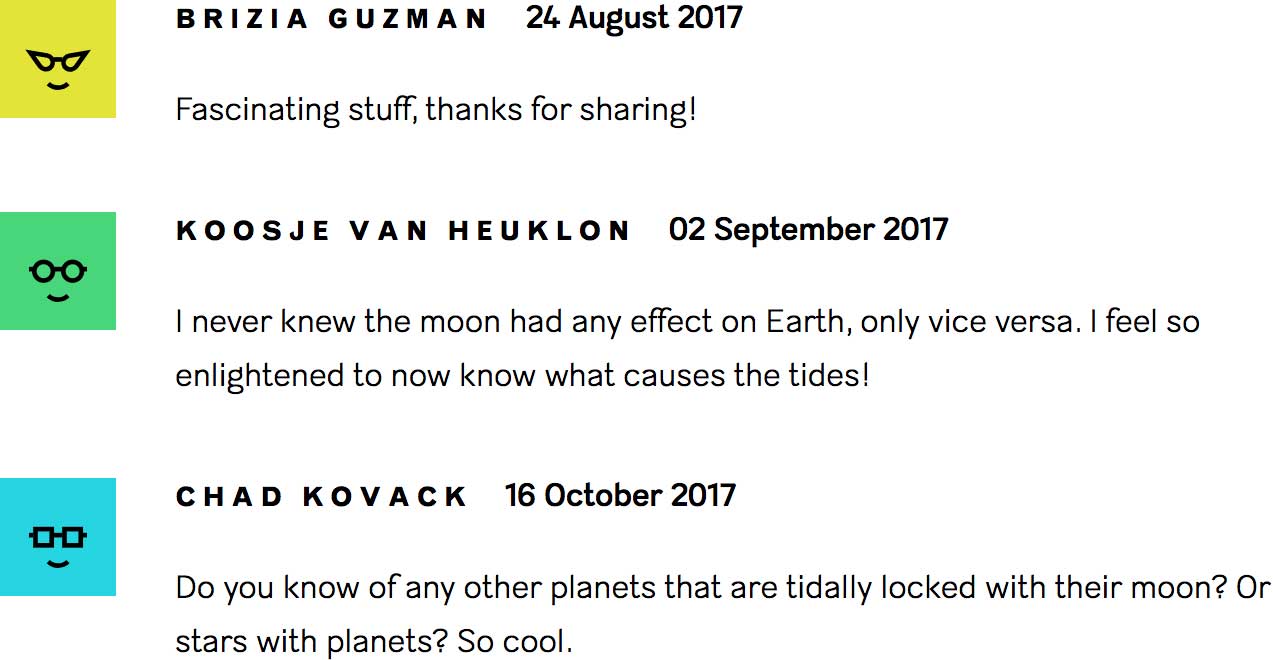 BRIZIA GUZMAN 24 August 2017
Fascinating stuff, thanks for sharing!
KOOSJE VAN HEUKLON 02 September 2017
I never knew the moon had any effect on Earth, only vice versa. I feel so
enlightened to now know what causes the tides!
CHAD KOVACK 16 October 2017
Do you know of any other planets that are tidally locked with their moon? Or
stars with planets? So cool.